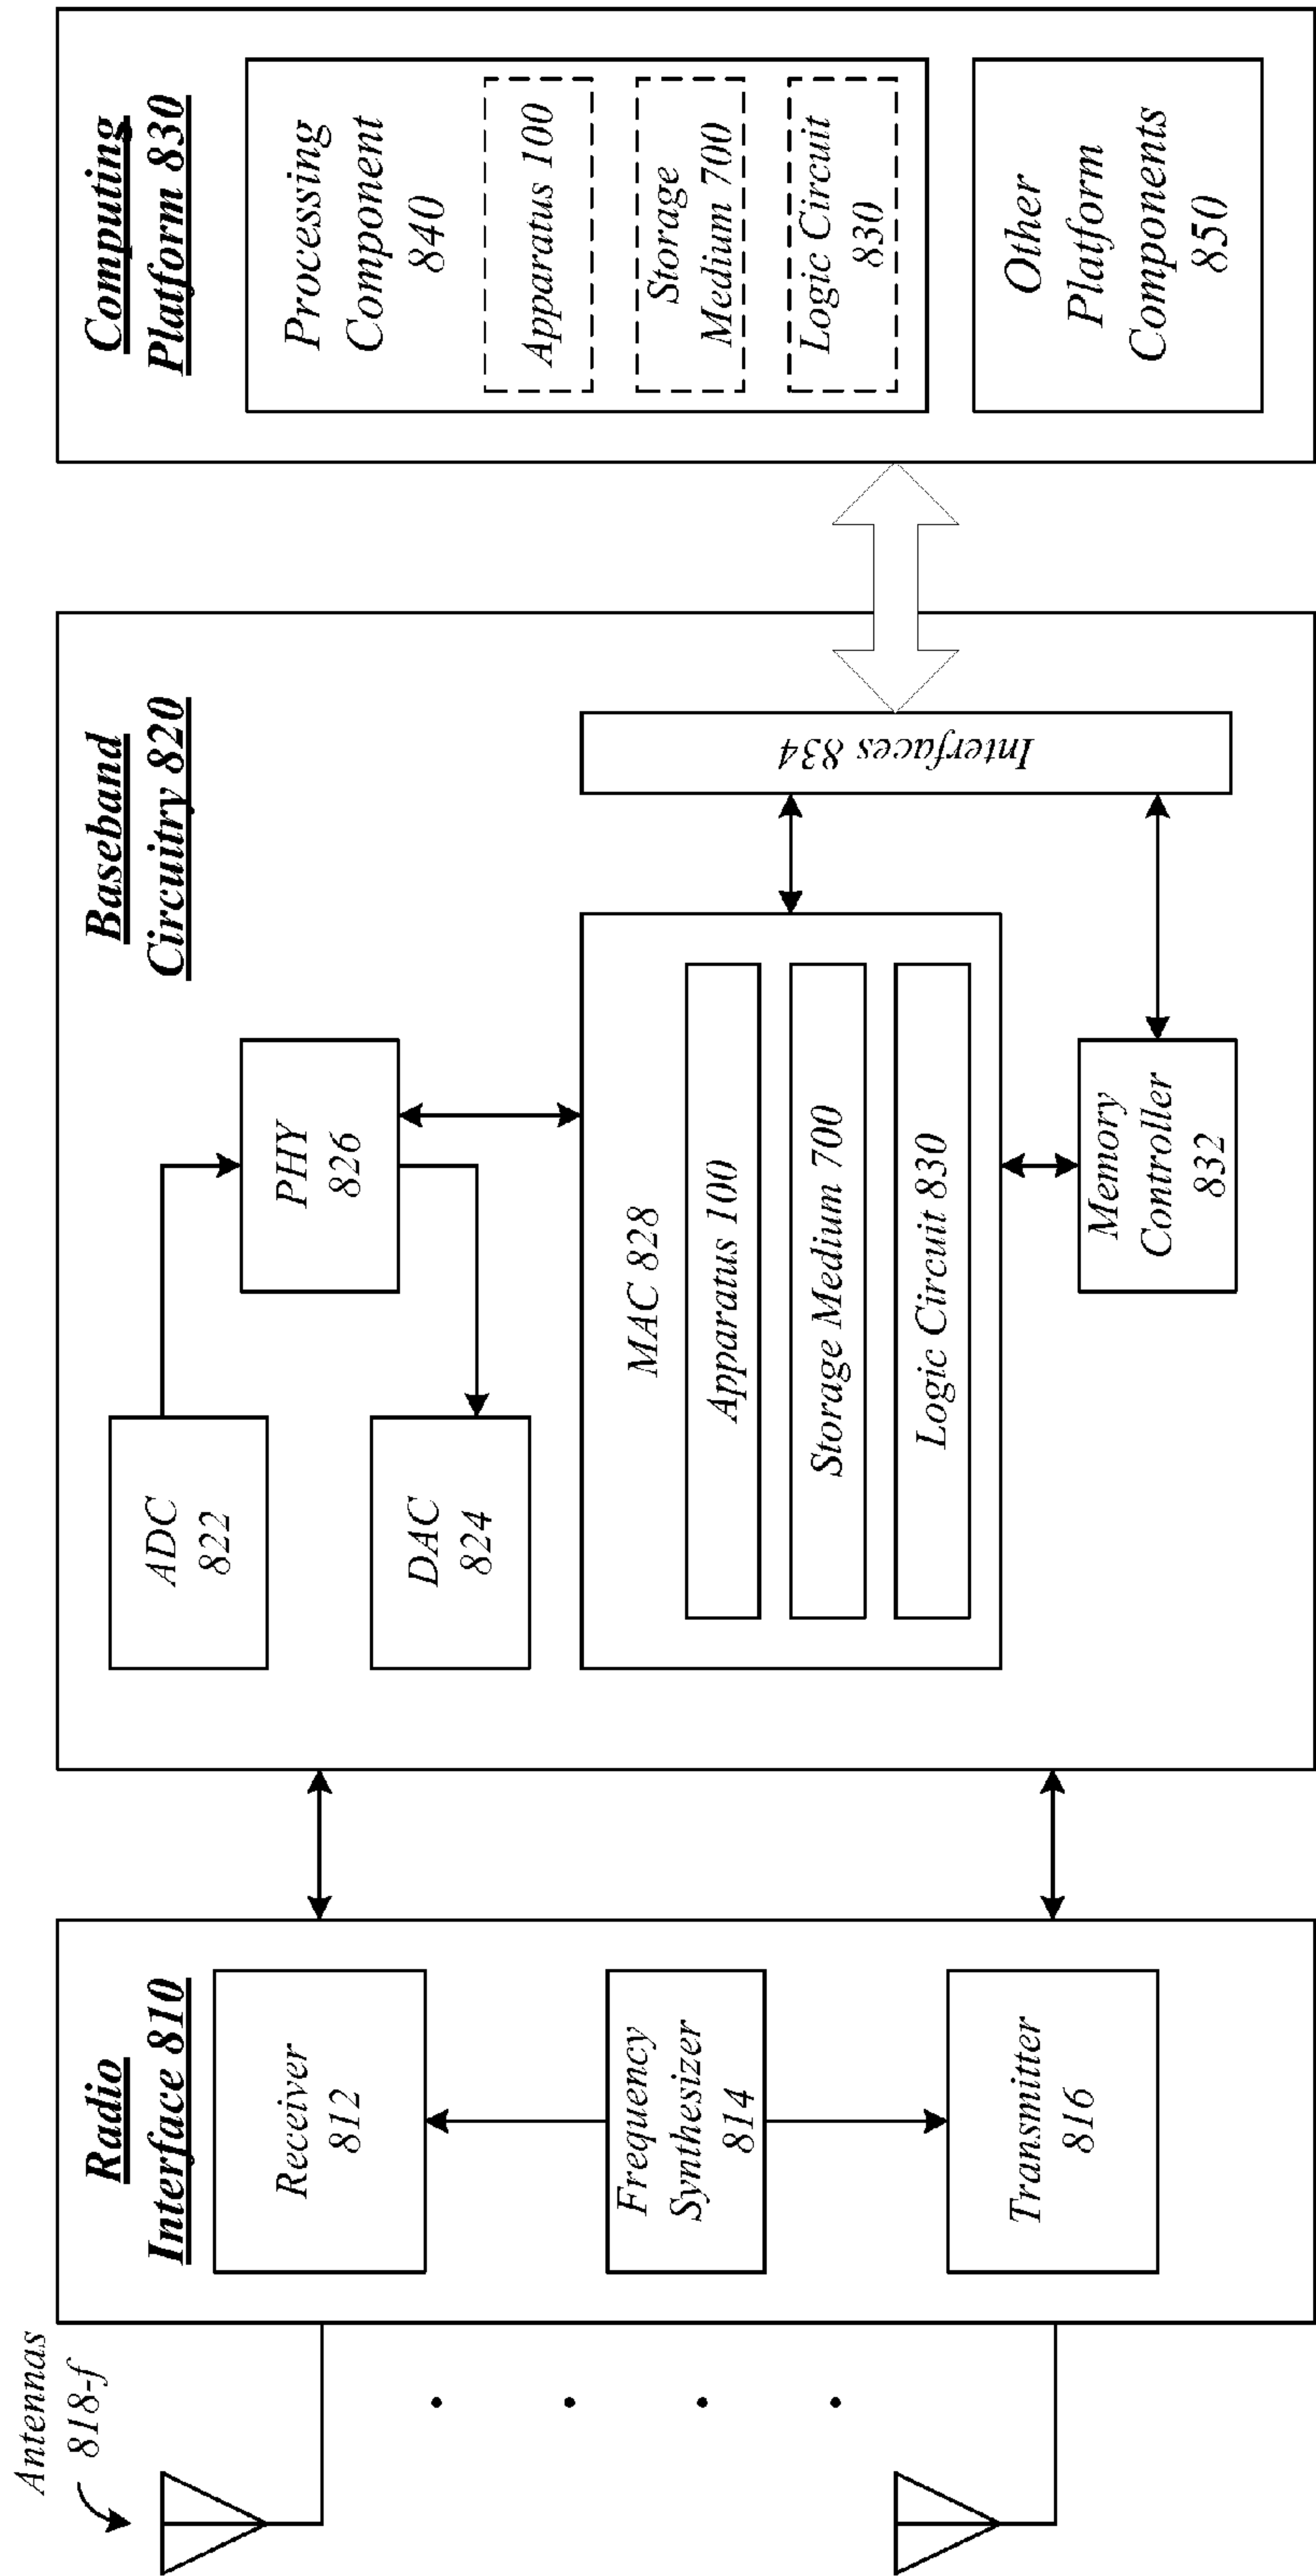 Antennas
818-f
Radio
Interface 810
Receiver
812
Frequency
Synthesizer
814
Transmitter
816
Baseband
Circuitry 820
ADC
822
PHY
826
DAC
824
MAC 828
Apparatus 100
Storage Medium 700
Logic Circuit 830
Memory
Controller
832
Interfaces 834
Computing
Platform 830
Processing
Component
840
Apparatus 100
Storage
Medium 700
Logic Circuit
830
Other
Platform
Components
850